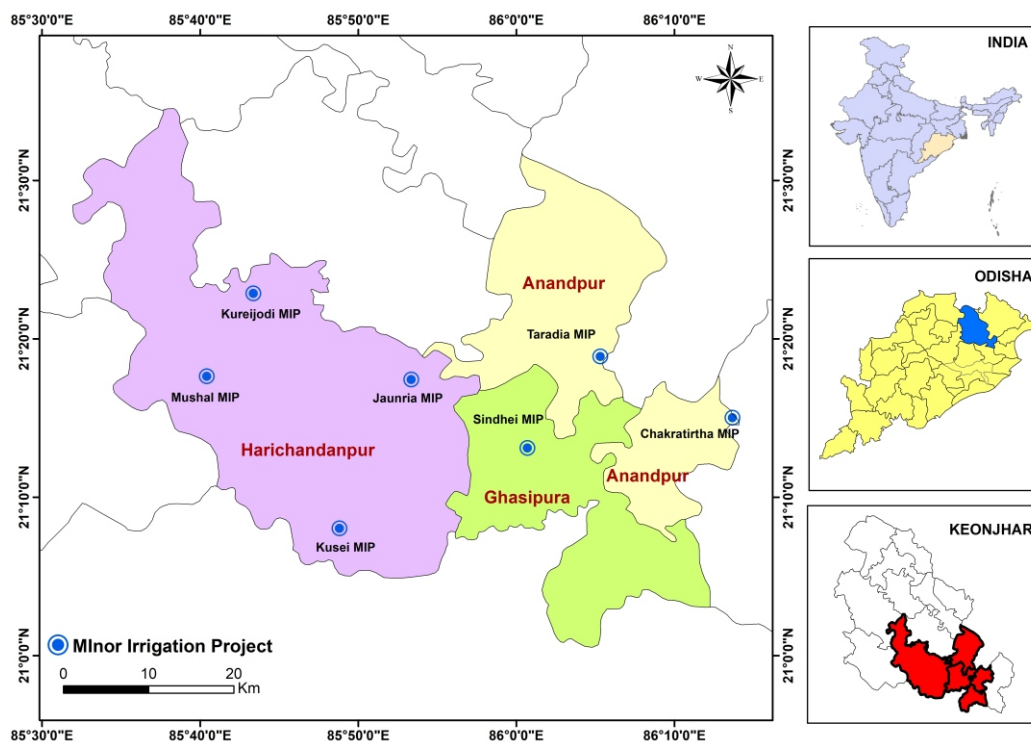 85°30'0"E 85°40'0"E 85°50'0"E 86°0'0"E 86°10'0"E
N
W E
S
21°30'0"N 21°30'0"N
Anandpur
Kureijodi MIP
Taradia MIP
21°20'0"N 21°20'0"N
Mushal MIP
Jaunria MIP
Sindhei MIP
Chakratirtha MIP
Harichandanpur
Anandpur
Ghasipura
21°10'0"N 21°10'0"N
Kusei MIP
MInor Irrigation Project
21°0'0"N 21°0'0"N
0 10 20
Km
85°30'0"E 85°40'0"E 85°50'0"E 86°0'0"E 86°10'0"E
INDIA
ODISHA
KEONJHAR